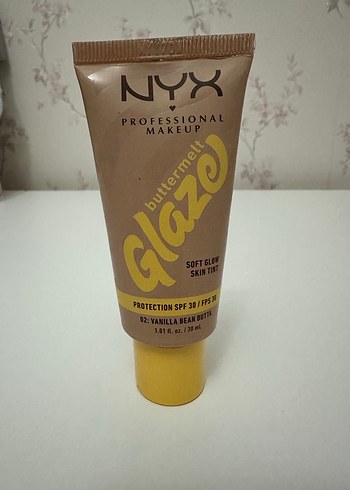 NYX
PROFESSIONAL
MAKEUP
buttermelt
Glaze
SOFT GLOW
SKIN TINT
PROTECTION SPF 30 / FPS 30
02: VANILLA BEAN BUTTA
1.01 fl. oz. / 30 mL